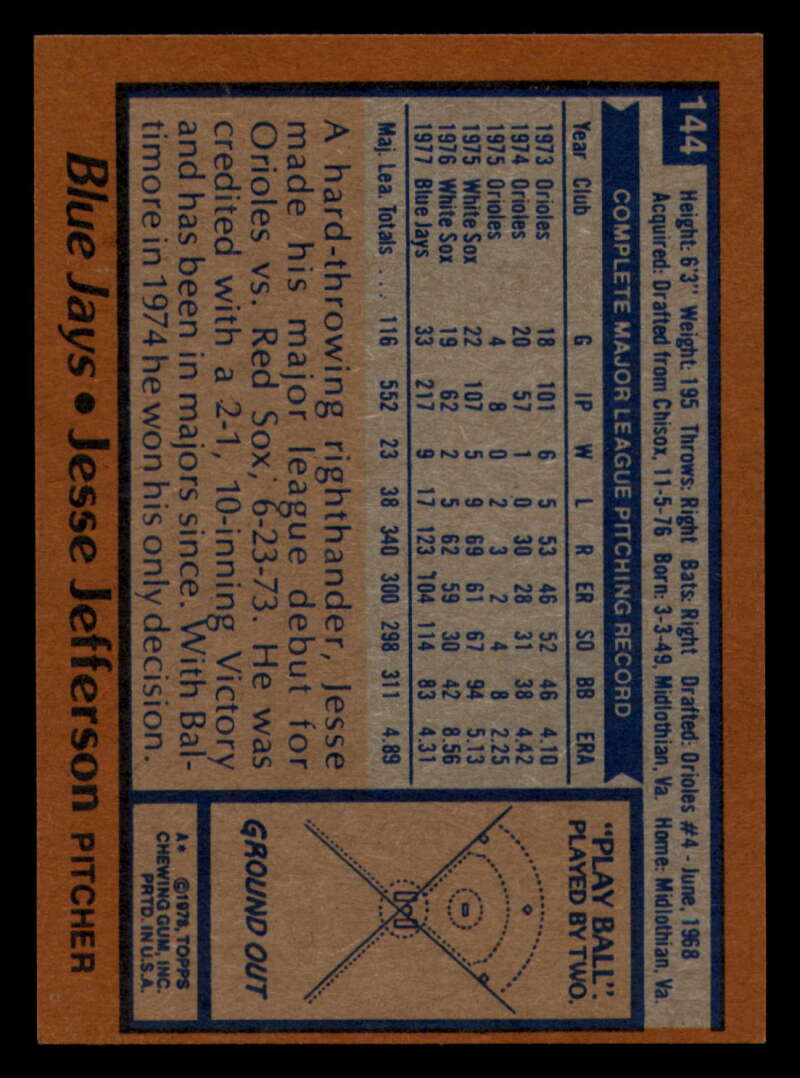 144
Height: 6'3" Weight: 195 Throws: Right Bats: Right Drafted: Orioles #4 - June, 1968
Acquired: Drafted from Chisox, 11-5-76 Born: 3-3-49, Midlothian, Va. Home: Midlothian, Va.
COMPLETE MAJOR LEAGUE PITCHING RECORD
Year Club G IP W L R ER SO BB ERA
1973 Orioles 18 101 6 5 53 46 52 46 4.10
1974 Orioles 20 57 1 0 30 28 31 38 4.42
1975 Orioles 4 8 0 2 3 2 4 8 2.25
1975 White Sox 22 107 5 9 69 61 67 94 5.13
1976 White Sox 19 62 2 5 62 59 30 42 8.56
1977 Blue Jays 33 217 9 17 123 104 114 83 4.31
Maj. Lea. Totals ... 116 552 23 38 340 300 298 311 4.89
A hard-throwing righthander, Jesse
made his major league debut for
Orioles vs. Red Sox, 6-23-73. He was
credited with a 2-1, 10-inning Victory
and has been in majors since. With Bal-
timore in 1974 he won his only decision.
"PLAY BALL".
PLAYED BY TWO.
GROUND OUT
A* ©1978, TOPPS
CHEWING GUM, INC.
PRTD. IN U.S.A.
Blue Jays • Jesse Jefferson PITCHER